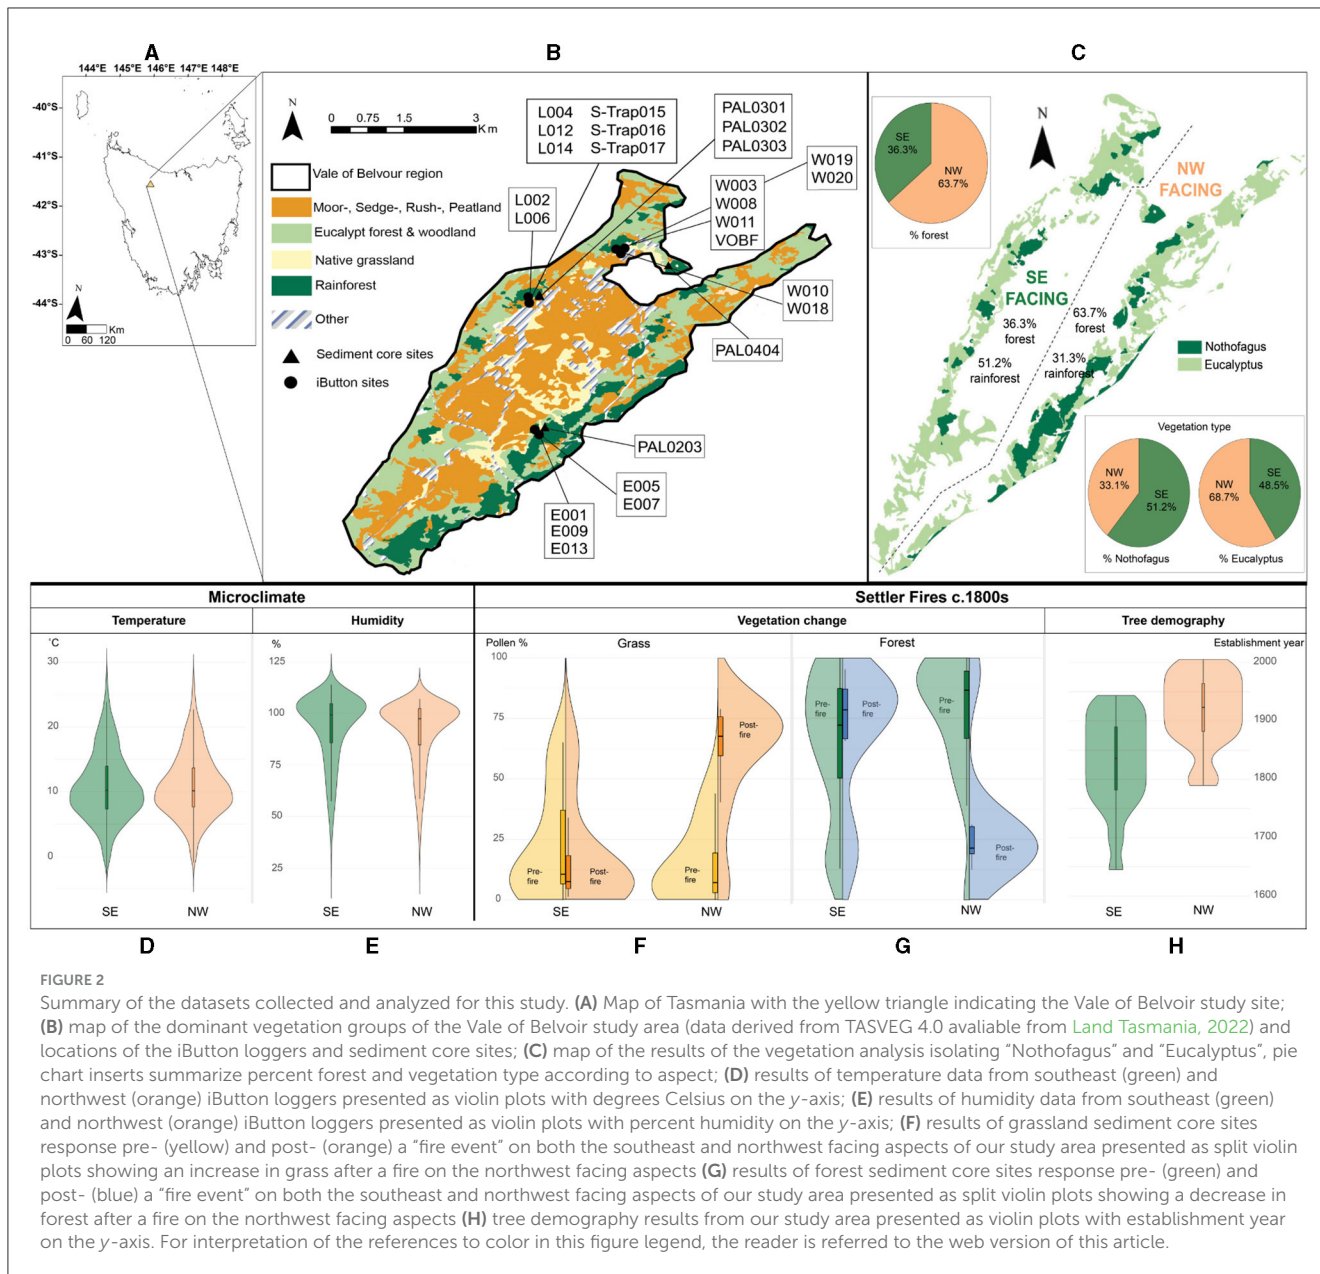 A
B
C
144°E 145°E 146°E 147°E 148°E
-40°S
-41°S
-42°S
-43°S
-44°S
N
Km
0 60 120
N
0 0.75 1.5 3
Km
Vale of Belvour region
Moor-, Sedge-, Rush-, Peatland
Eucalypt forest & woodland
Native grassland
Rainforest
Other
Sediment core sites
iButton sites
L004 S-Trap015
L012 S-Trap016
L014 S-Trap017
PAL0301
PAL0302
PAL0303
L002
L006
W019
W020
W003
W008
W011
VOBF
W010
W018
PAL0404
PAL0203
E005
E007
E001
E009
E013
SE
36.3%
NW
63.7%
% forest
N
NW
FACING
SE
FACING
36.3%
forest
51.2%
rainforest
63.7%
forest
31.3%
rainforest
Nothofagus
Eucalyptus
Vegetation type
NW
33.1%
SE
51.2%
% Nothofagus
NW
68.7%
SE
48.5%
% Eucalyptus
Microclimate
Settler Fires c.1800s
Temperature
Humidity
Vegetation change
Tree demography
°C
30
20
10
0
SE NW
%
125
100
75
50
25
SE NW
Pollen %
Grass
100
75
50
25
0
Pre-
fire
Post-
fire
Pre-
fire
Post-
fire
SE NW
Forest
Pre-
fire
Post-
fire
Pre-
fire
Post-
fire
SE NW
Establishment year
2000
1900
1800
1700
1600
SE NW
D
E
F
G
H
FIGURE 2
Summary of the datasets collected and analyzed for this study. (A) Map of Tasmania with the yellow triangle indicating the Vale of Belvoir study site;
(B) map of the dominant vegetation groups of the Vale of Belvoir study area (data derived from TASVEG 4.0 avaliable from Land Tasmania, 2022) and
locations of the iButton loggers and sediment core sites; (C) map of the results of the vegetation analysis isolating "Nothofagus" and "Eucalyptus", pie
chart inserts summarize percent forest and vegetation type according to aspect; (D) results of temperature data from southeast (green) and
northwest (orange) iButton loggers presented as violin plots with degrees Celsius on the y-axis; (E) results of humidity data from southeast (green)
and northwest (orange) iButton loggers presented as violin plots with percent humidity on the y-axis; (F) results of grassland sediment core sites
response pre- (yellow) and post- (orange) a "fire event" on both the southeast and northwest facing aspects of our study area presented as split violin
plots showing an increase in grass after a fire on the northwest facing aspects (G) results of forest sediment core sites response pre- (green) and
post- (blue) a "fire event" on both the southeast and northwest facing aspects of our study area presented as split violin plots showing a decrease in
forest after a fire on the northwest facing aspects (H) tree demography results from our study area presented as violin plots with establishment year
on the y-axis. For interpretation of the references to color in this figure legend, the reader is referred to the web version of this article.